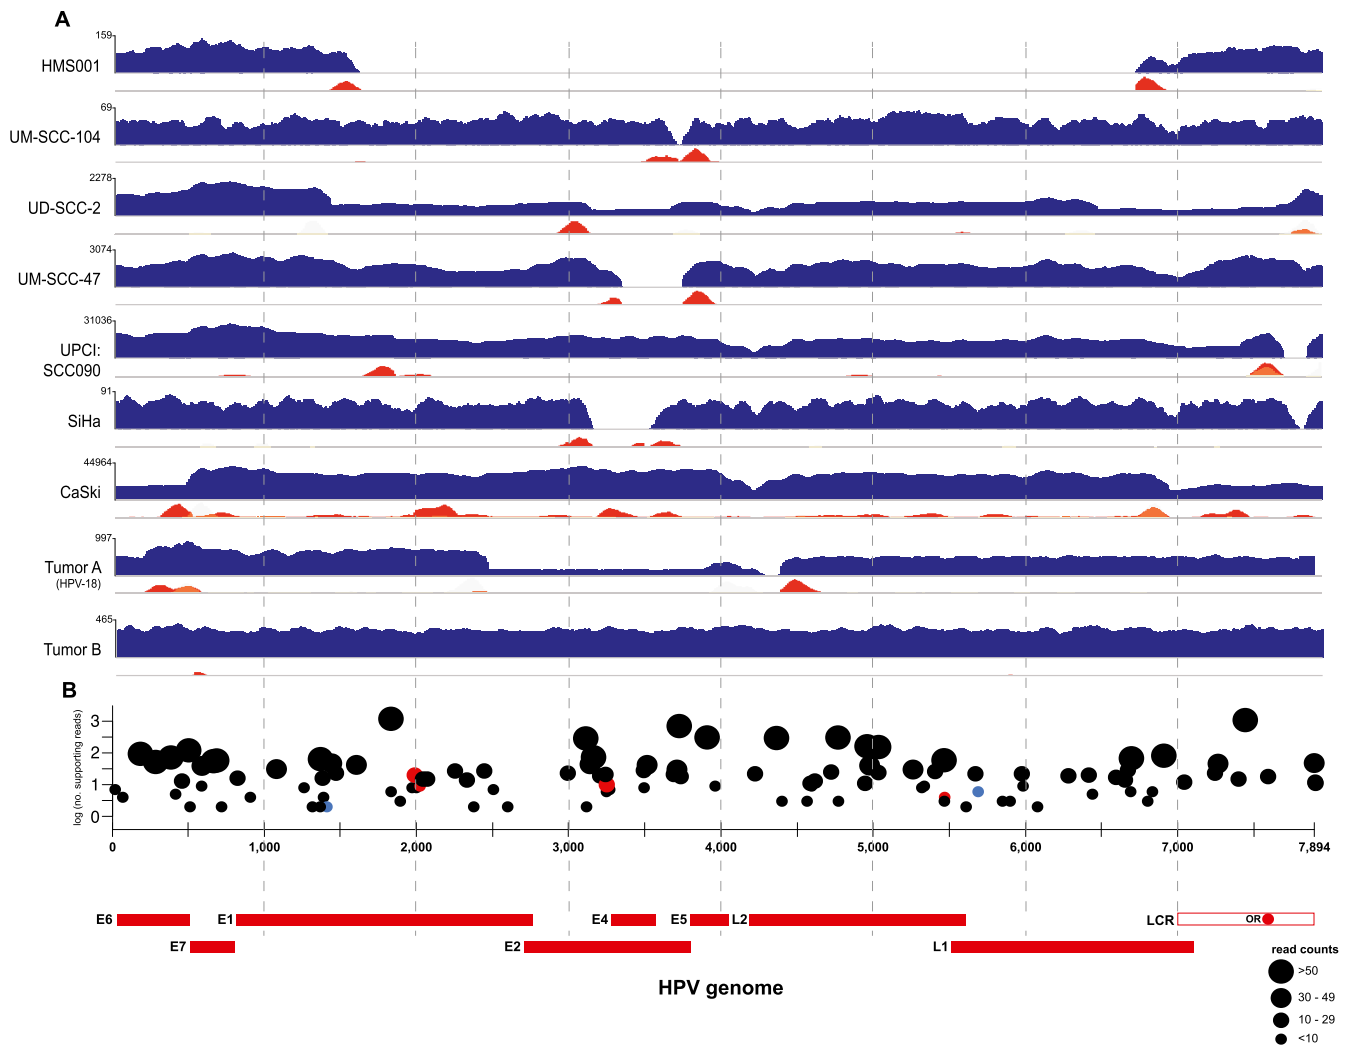 A
159
HMS001
69
UM-SCC-104
2278
UD-SCC-2
3074
UM-SCC-47
31036
UPCI:
SCC090
91
SiHa
44964
CaSki
997
Tumor A
(HPV-18)
465
Tumor B
B
log (no. supporting reads)
3
2
1
0
0 1,000 2,000 3,000 4,000 5,000 6,000 7,000 7,894
E6 E1 E4 E5 L2 LCR OR
E7 E2 L1
read counts
>50
30 - 49
10 - 29
<10
HPV genome